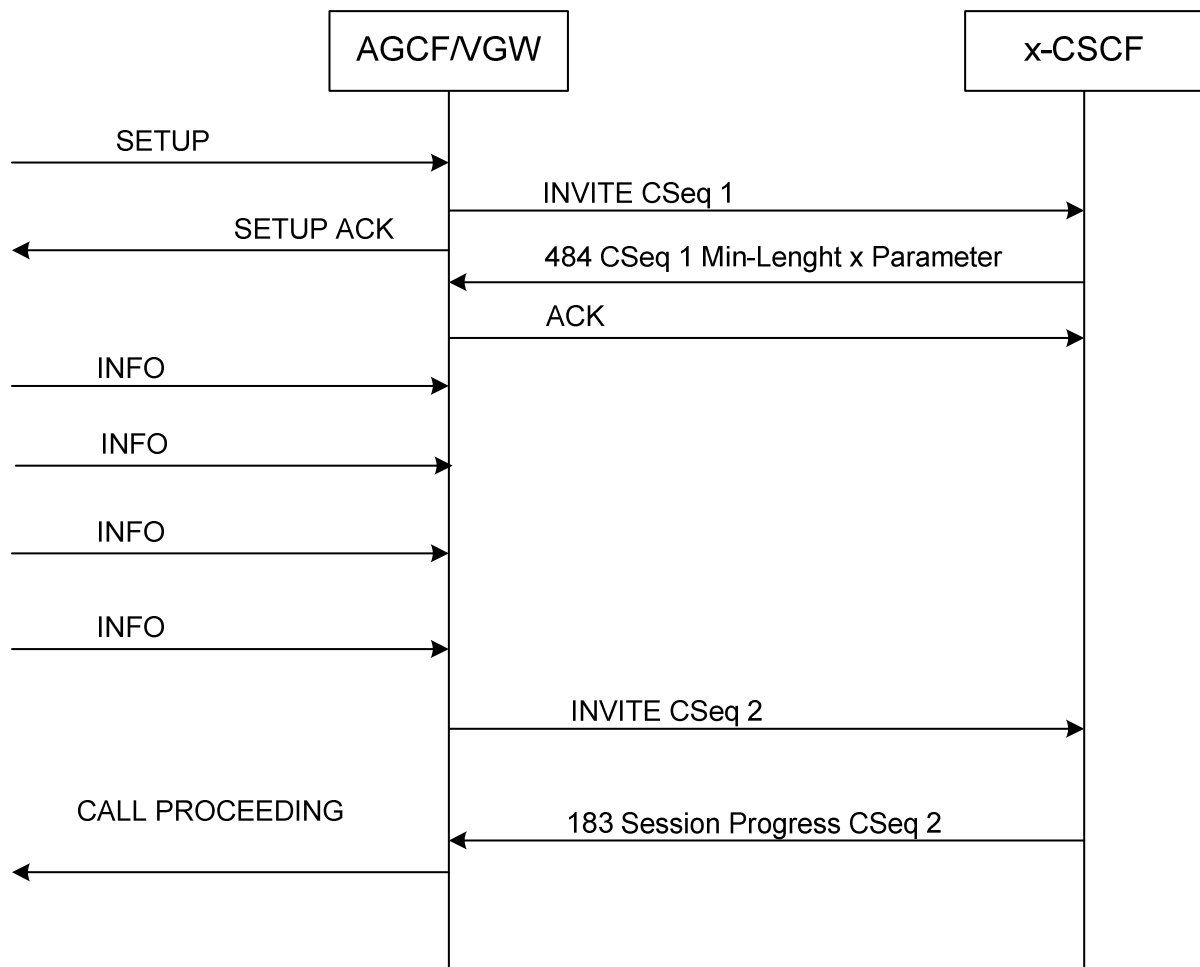 AGCF/VGW
x-CSCF
SETUP
INVITE CSeq 1
SETUP ACK
484 CSeq 1 Min-Lenght x Parameter
ACK
INFO
INFO
INFO
INFO
INVITE CSeq 2
CALL PROCEEDING
183 Session Progress CSeq 2